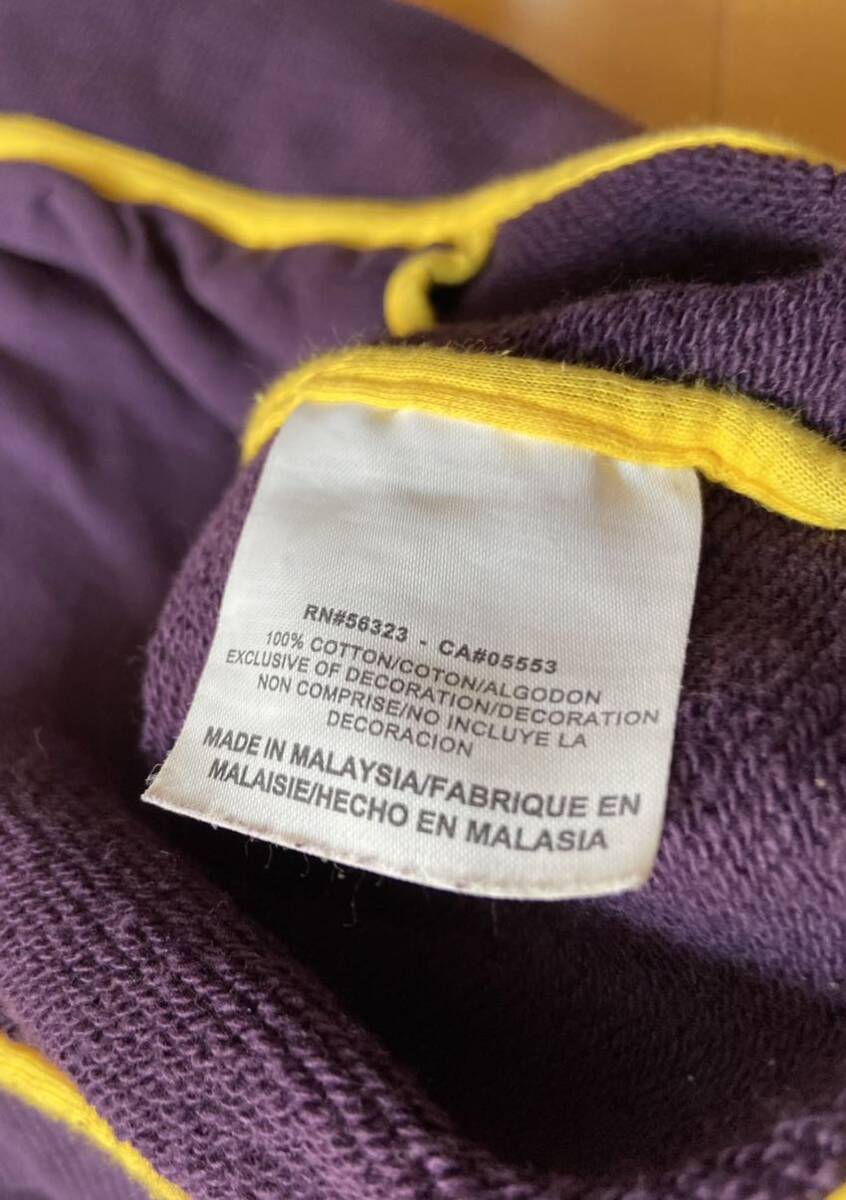 RN#56323 - CA#05553
100% COTTON/COTON/ALGODON
EXCLUSIVE OF DECORATION/DECORATION
NON COMPRISE/NO INCLUYE LA
DECORACION
MADE IN MALAYSIA/FABRIQUE EN
MALAISIE/HECHO EN MALASIA